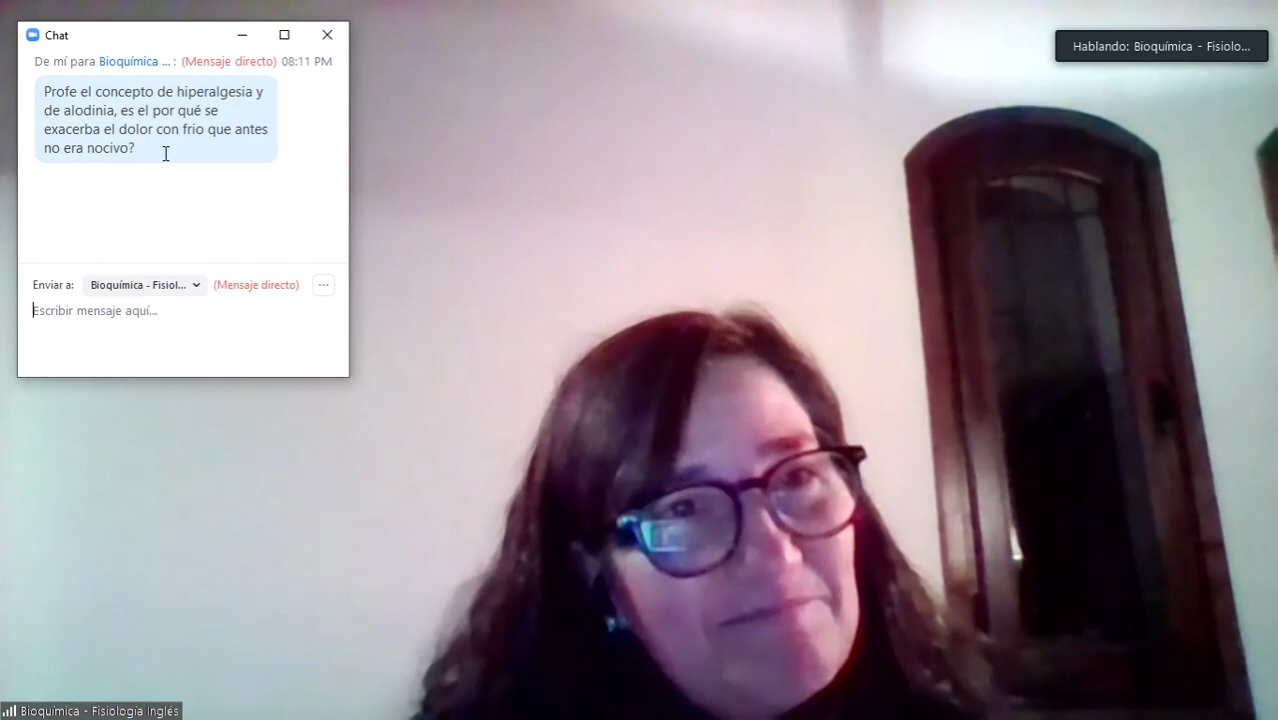 Chat
De mí para Bioquímica ... : (Mensaje directo) 08:11 PM
Profe el concepto de hiperalgesia y
de alodinia, es el por qué se
exacerba el dolor con frio que antes
no era nocivo?
Enviar a: Bioquímica - Fisiol... (Mensaje directo) ...
Escribir mensaje aquí...
Hablando: Bioquímica - Fisiolo...
Bioquímica - Fisiología Inglés